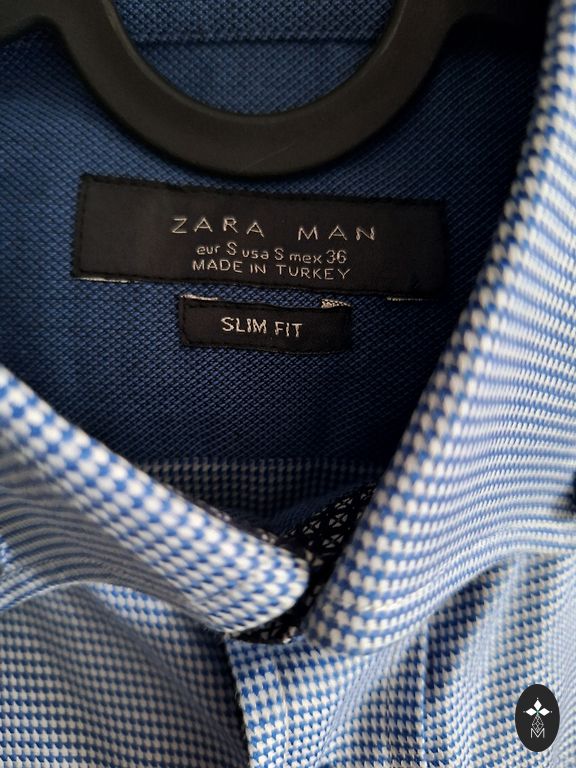 ZARA MAN
eur S usa S mex 36
MADE IN TURKEY
SLIM FIT
M